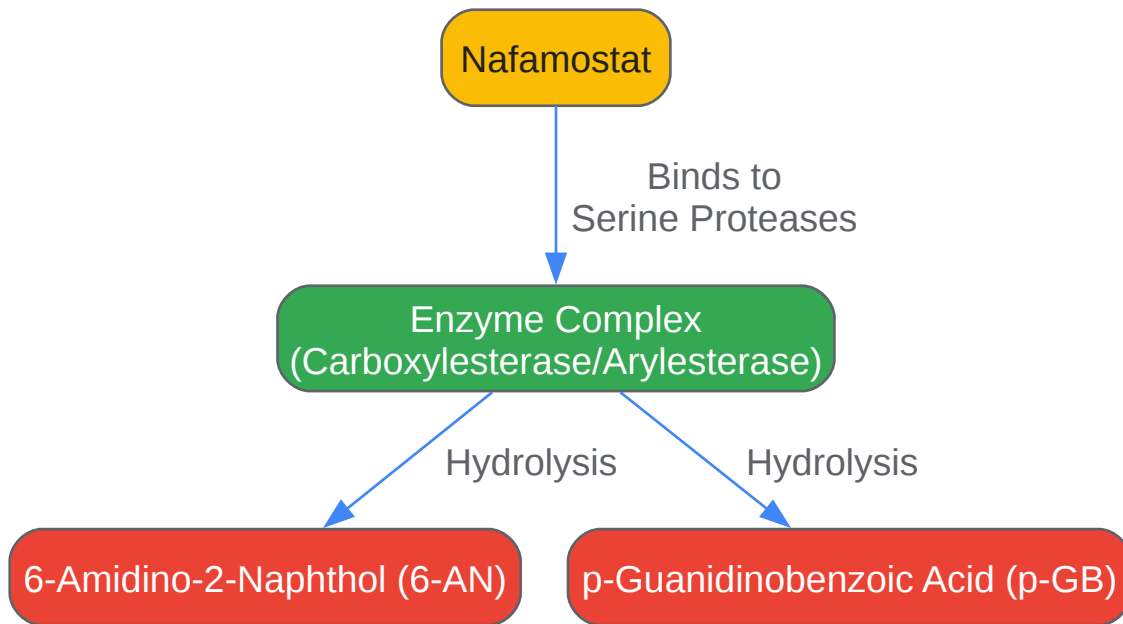 Nafamostat
Binds to
Serine Proteases
Enzyme Complex
(Carboxylesterase/Arylesterase)
Hydrolysis
Hydrolysis
6-Amidino-2-Naphthol (6-AN)
p-Guanidinobenzoic Acid (p-GB)